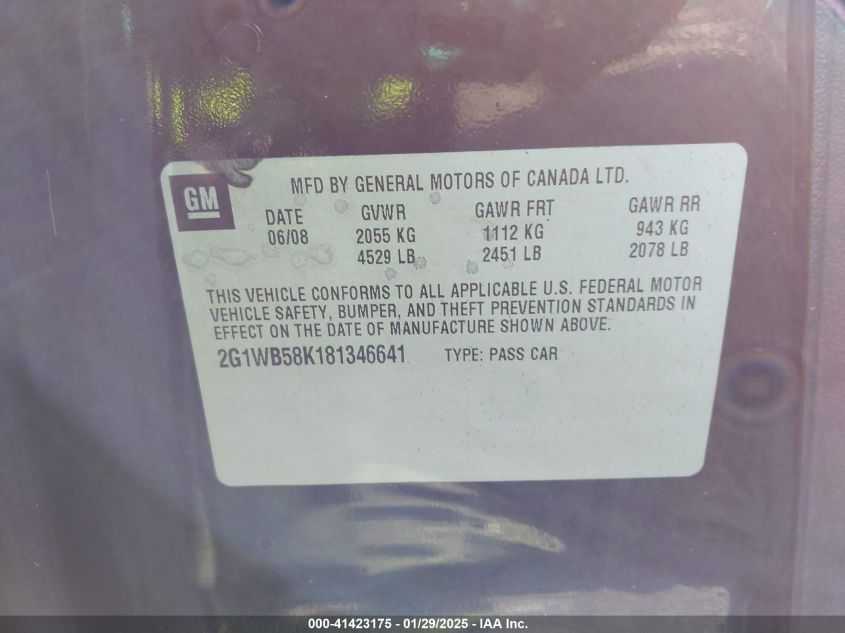 GM
MFD BY GENERAL MOTORS OF CANADA LTD.
DATE GVWR GAWR FRT GAWR RR
06/08 2055 KG 1112 KG 943 KG
4529 LB 2451 LB 2078 LB
THIS VEHICLE CONFORMS TO ALL APPLICABLE U.S. FEDERAL MOTOR
VEHICLE SAFETY, BUMPER, AND THEFT PREVENTION STANDARDS IN
EFFECT ON THE DATE OF MANUFACTURE SHOWN ABOVE.
2G1WB58K181346641 TYPE: PASS CAR
000-41423175 - 01/29/2025 - IAA Inc.